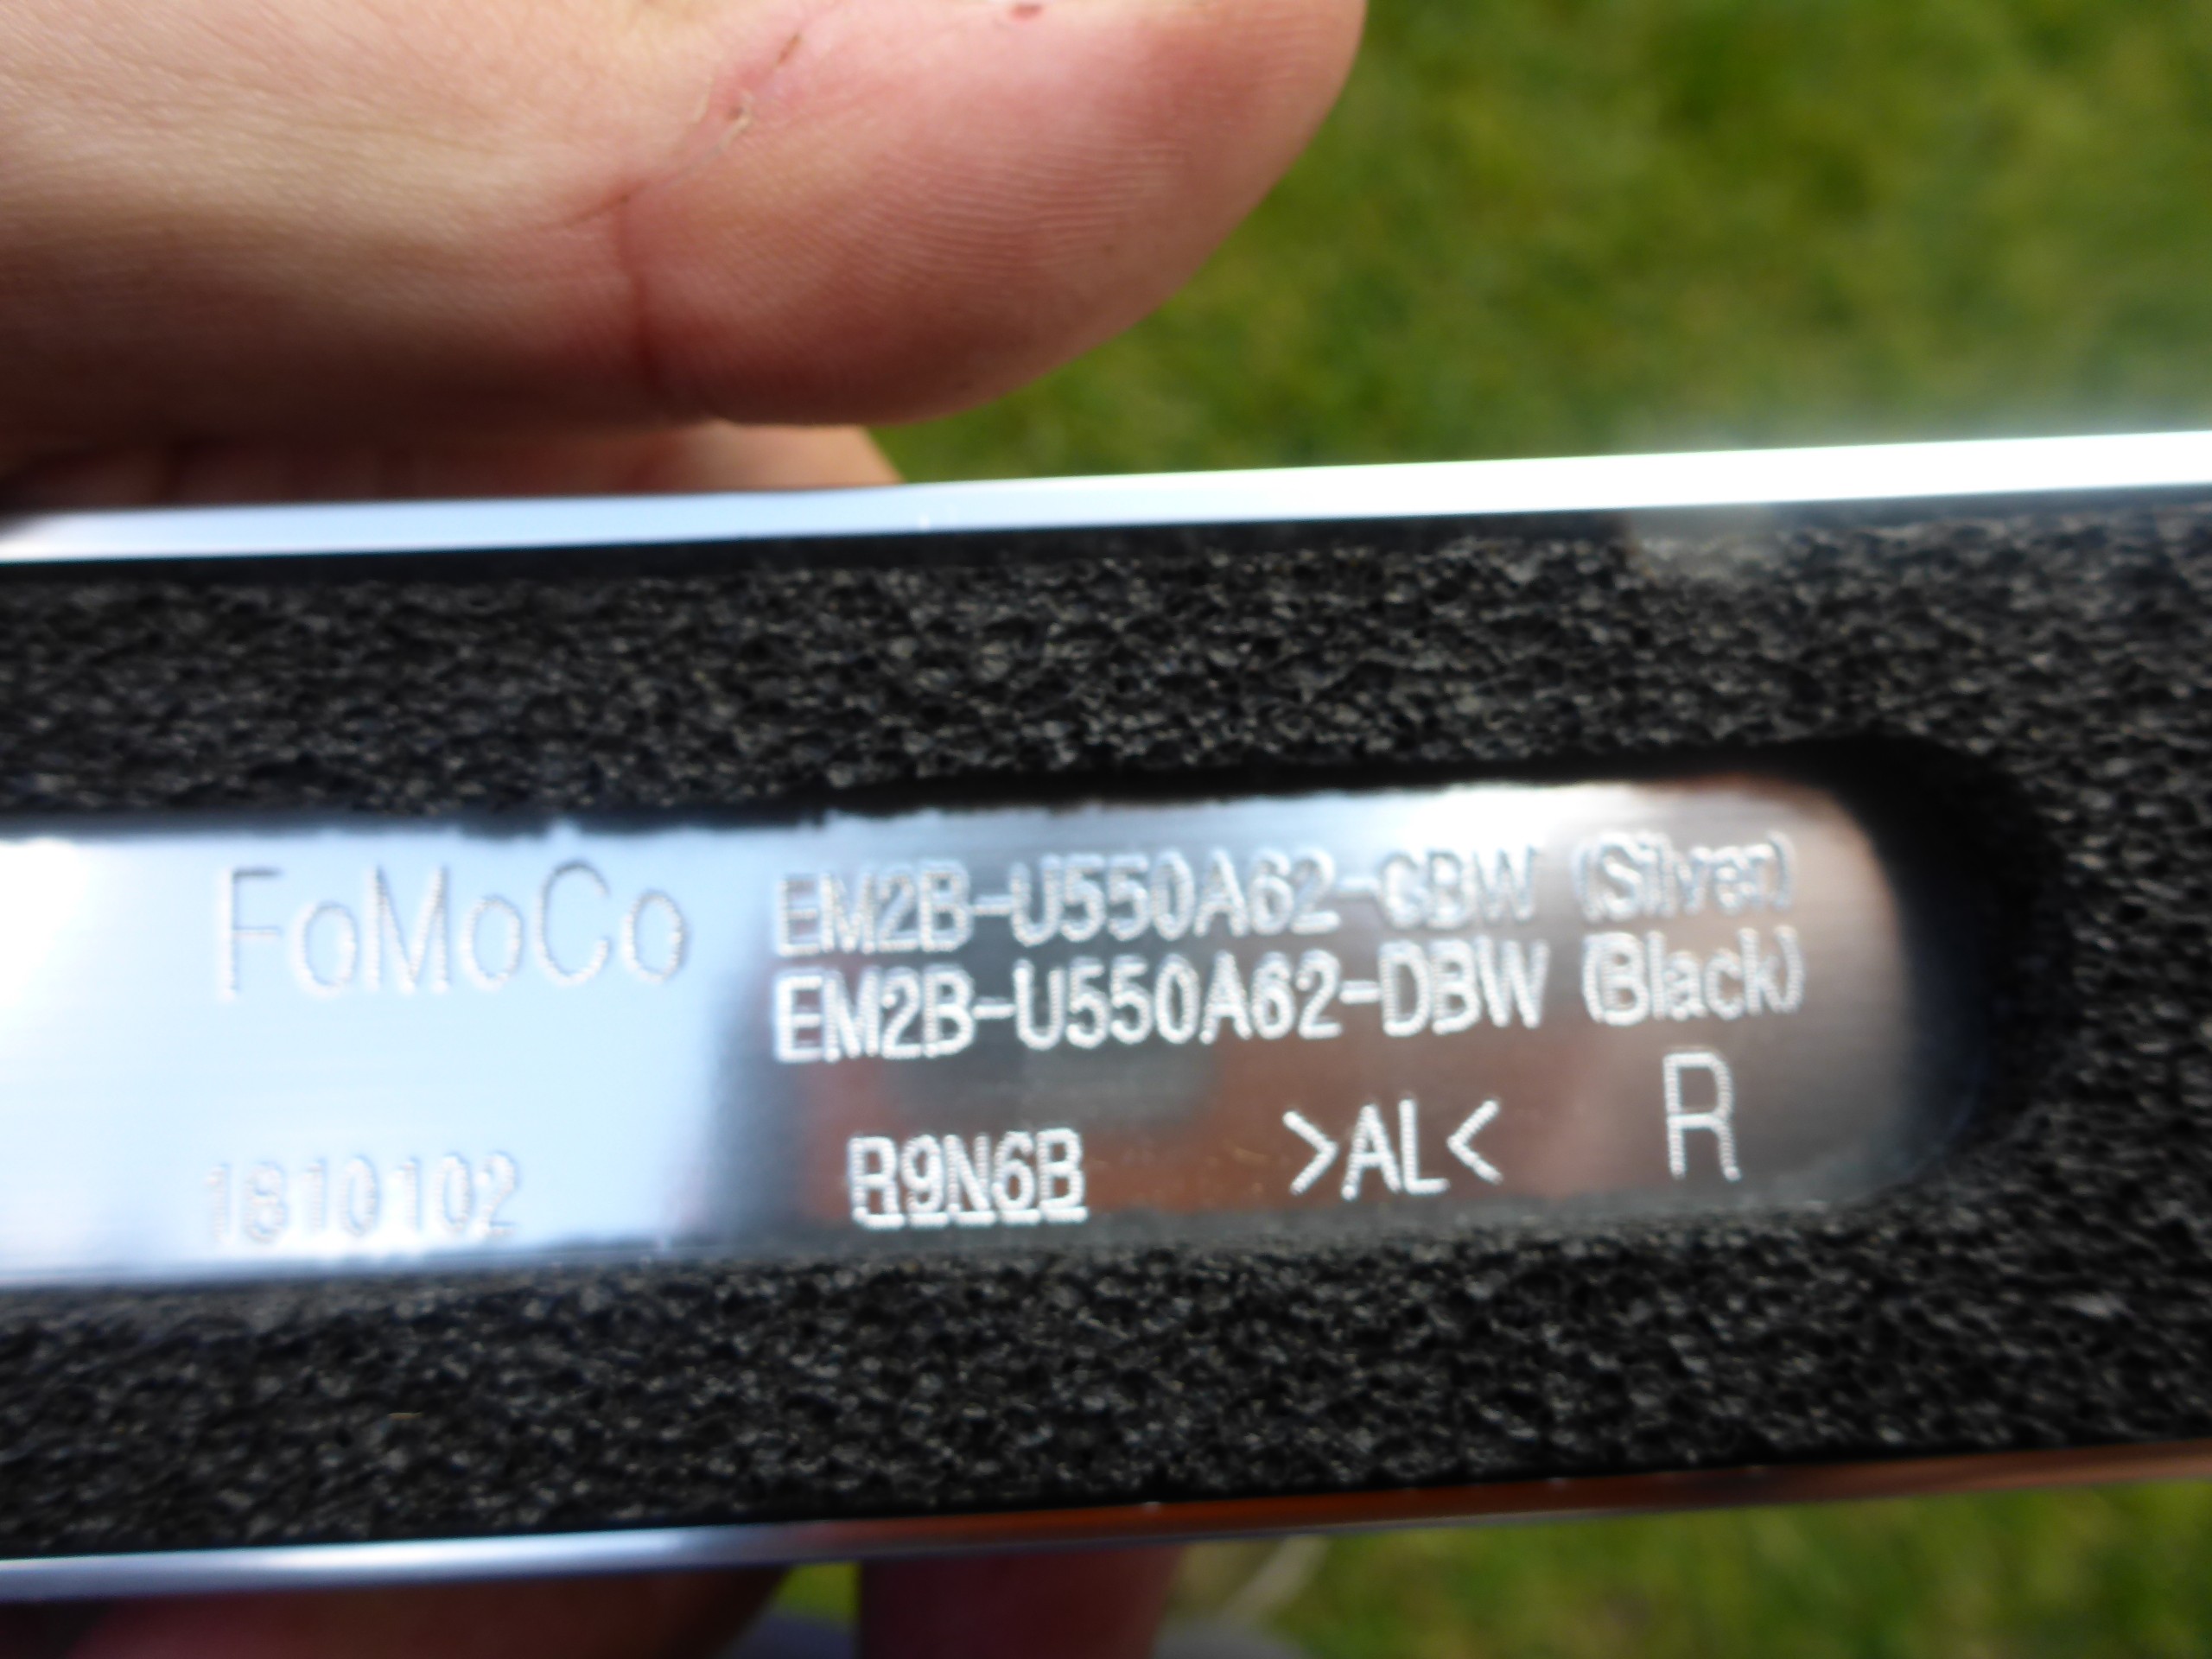 FoMoCo
EM2B-U550A62-CBW (Silver)
EM2B-U550A62-DBW (Black)
1810102
R9N6B
>AL<
R